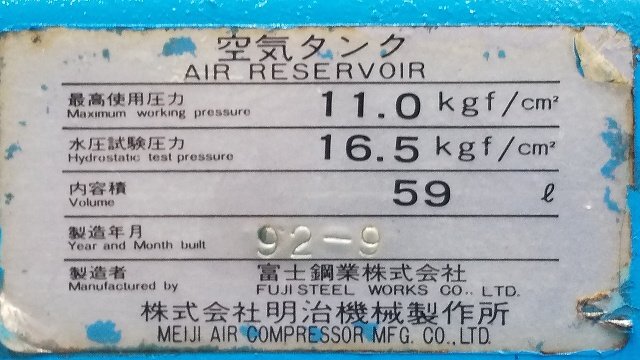 空気タンク
AIR RESERVOIR
最高使用圧力 11.0 kgf/cm²
Maximum working pressure
水圧試験圧力 16.5 kgf/cm²
Hydrostatic test pressure
内容積 59 ℓ
Volume
製造年月 92-9
Year and Month built
製造者 富士鋼業株式会社
Manufactured by FUJI STEEL WORKS CO., LTD.
株式会社明治機械製作所
MEIJI AIR COMPRESSOR MFG. CO., LTD.